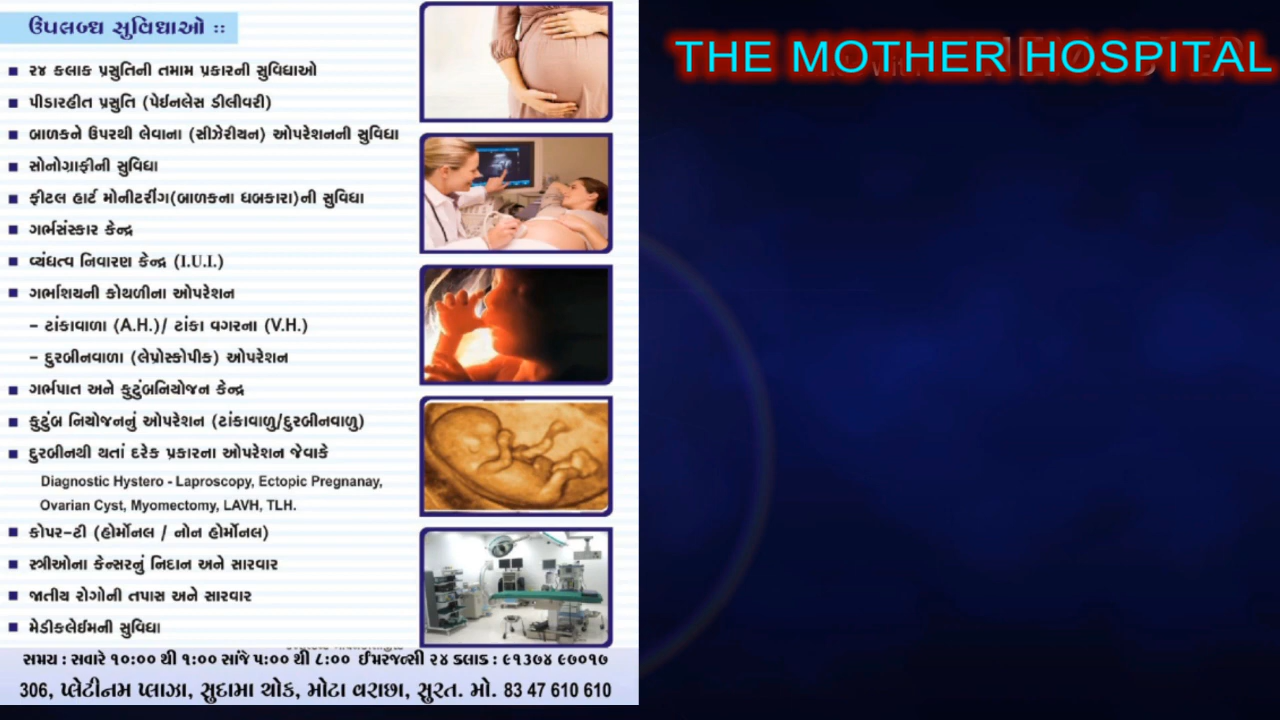 ઉપલબ્ધ સુવિધાઓ ::
THE MOTHER HOSPITAL
■ ૨૪ કલાક પ્રસુતિની તમામ પ્રકારની સુવિધાઓ
■ પીડારહીત પ્રસુતિ (પેઈનલેસ ડીલીવરી)
■ બાળકને ઉપરથી લેવાના (સીઝેરીયન) ઓપરેશનની સુવિધા
■ સોનોગ્રાફીની સુવિધા
■ ફીટલ હાર્ટ મોનીટરીંગ(બાળકના ધબકારા)ની સુવિધા
■ ગર્ભસંસ્કાર કેન્દ્ર
■ વ્યંધત્વ નિવારણ કેન્દ્ર (I.U.I.)
■ ગર્ભાશયની કોથળીના ઓપરેશન
– ટાંકાવાળા (A.H.)/ ટાંકા વગરના (V.H.)
– દુરબીનવાળા (લેપ્રોસ્કોપીક) ઓપરેશન
■ ગર્ભપાત અને કુટુંબનિયોજન કેન્દ્ર
■ કુટુંબ નિયોજનનું ઓપરેશન (ટાંકાવાળુ/દુરબીનવાળુ)
■ દુરબીનથી થતાં દરેક પ્રકારના ઓપરેશન જેવાકે
Diagnostic Hystero - Laproscopy, Ectopic Pregnanay,
Ovarian Cyst, Myomectomy, LAVH, TLH.
■ કોપર-ટી (હોર્મોનલ / નોન હોર્મોનલ)
■ સ્ત્રીઓના કેન્સરનું નિદાન અને સારવાર
■ જાતીય રોગોની તપાસ અને સારવાર
■ મેડીકલેઈમની સુવિધા
સમય : સવારે ૧૦:૦૦ થી ૧:૦૦ સાંજે ૫:૦૦ થી ૮:૦૦ ઈમરજન્સી ૨૪ કલાક : ૯૧૩૭૪ ૯૭૦૧૭
306, પ્લેટીનમ પ્લાઝા, સુદામા ચોક, મોટા વરાછા, સુરત. મો. 83 47 610 610